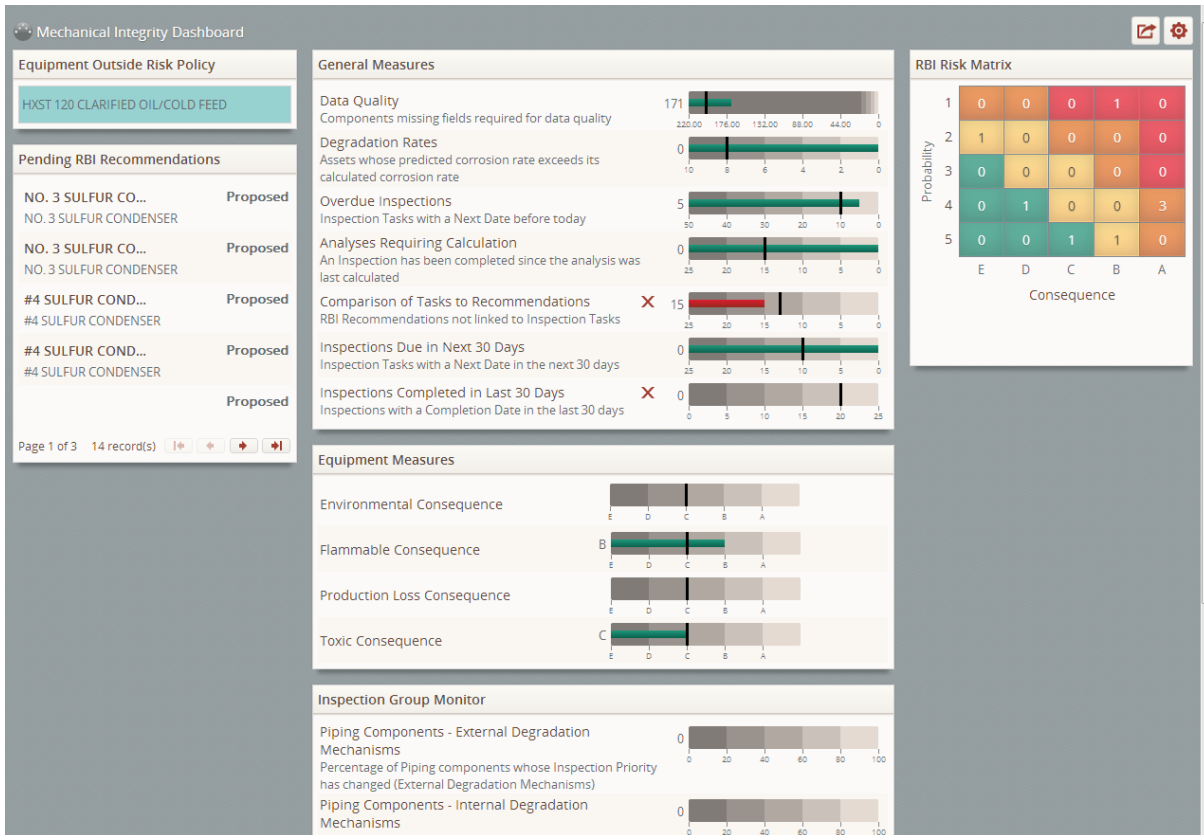 Mechanical Integrity Dashboard
Equipment Outside Risk Policy
HXST 120 CLARIFIED OIL/COLD FEED
Pending RBI Recommendations
NO. 3 SULFUR CO... Proposed
NO. 3 SULFUR CONDENSER
NO. 3 SULFUR CO... Proposed
NO. 3 SULFUR CONDENSER
#4 SULFUR COND... Proposed
#4 SULFUR CONDENSER
#4 SULFUR COND... Proposed
#4 SULFUR CONDENSER
Proposed
Page 1 of 3 14 record(s)
General Measures
Data Quality
Components missing fields required for data quality
171
220.00 176.00 132.00 88.00 44.00 0
Degradation Rates
Assets whose predicted corrosion rate exceeds its
calculated corrosion rate
0
10 8 6 4 2 0
Overdue Inspections
Inspection Tasks with a Next Date before today
5
50 40 30 20 10 0
Analyses Requiring Calculation
An Inspection has been completed since the analysis was
last calculated
0
25 20 15 10 5 0
Comparison of Tasks to Recommendations
RBI Recommendations not linked to Inspection Tasks
15
25 20 15 10 5 0
Inspections Due in Next 30 Days
Inspection Tasks with a Next Date in the next 30 days
0
25 20 15 10 5 0
Inspections Completed in Last 30 Days
Inspections with a Completion Date in the last 30 days
0
0 5 10 15 20 25
Equipment Measures
Environmental Consequence
E D C B A
Flammable Consequence
B
E D C B A
Production Loss Consequence
E D C B A
Toxic Consequence
C
E D C B A
Inspection Group Monitor
Piping Components - External Degradation
Mechanisms
Percentage of Piping components whose Inspection Priority
has changed (External Degradation Mechanisms)
0
0 20 40 60 80 100
Piping Components - Internal Degradation
Mechanisms
0
0 20 40 60 80 100
RBI Risk Matrix
Probability
1 0 0 0 1 0
2 1 0 0 0 0
3 0 0 0 0 0
4 0 1 0 0 3
5 0 0 1 1 0
E D C B A
Consequence